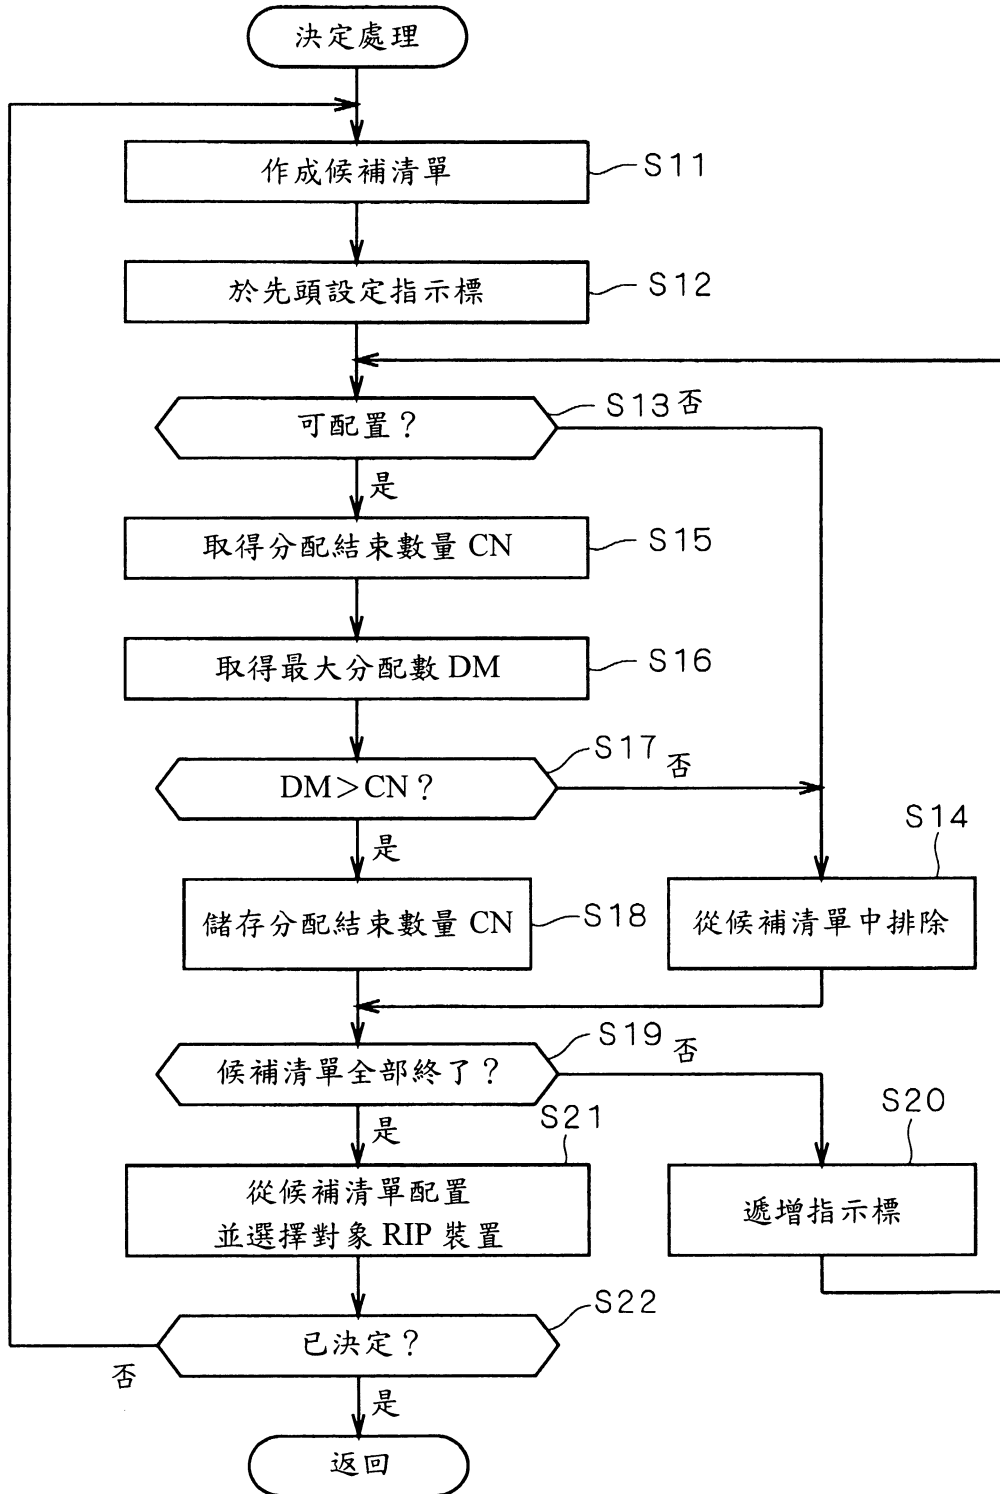 決定處理
作成候補清單
S11
於先頭設定指示標
S12
可配置？
S13
否
是
取得分配結束數量 CN
S15
取得最大分配數 DM
S16
DM＞CN？
S17
否
是
S14
儲存分配結束數量 CN
S18
從候補清單中排除
候補清單全部終了？
S19
否
是
S21
S20
從候補清單配置
並選擇對象 RIP 裝置
遞增指示標
已決定？
S22
否
是
返回